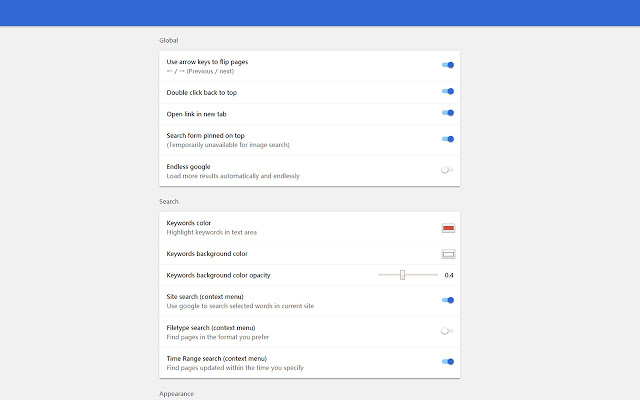 Global
Use arrow keys to flip pages
← / → (Previous / next)
Double click back to top
Open link in new tab
Search form pinned on top
(Temporarily unavailable for image search)
Endless google
Load more results automatically and endlessly
Search
Keywords color
Highlight keywords in text area
Keywords background color
Keywords background color opacity
0.4
Site search (context menu)
Use google to search selected words in current site
Filetype search (context menu)
Find pages in the format you prefer
Time Range search (context menu)
Find pages updated within the time you specify
Appearance